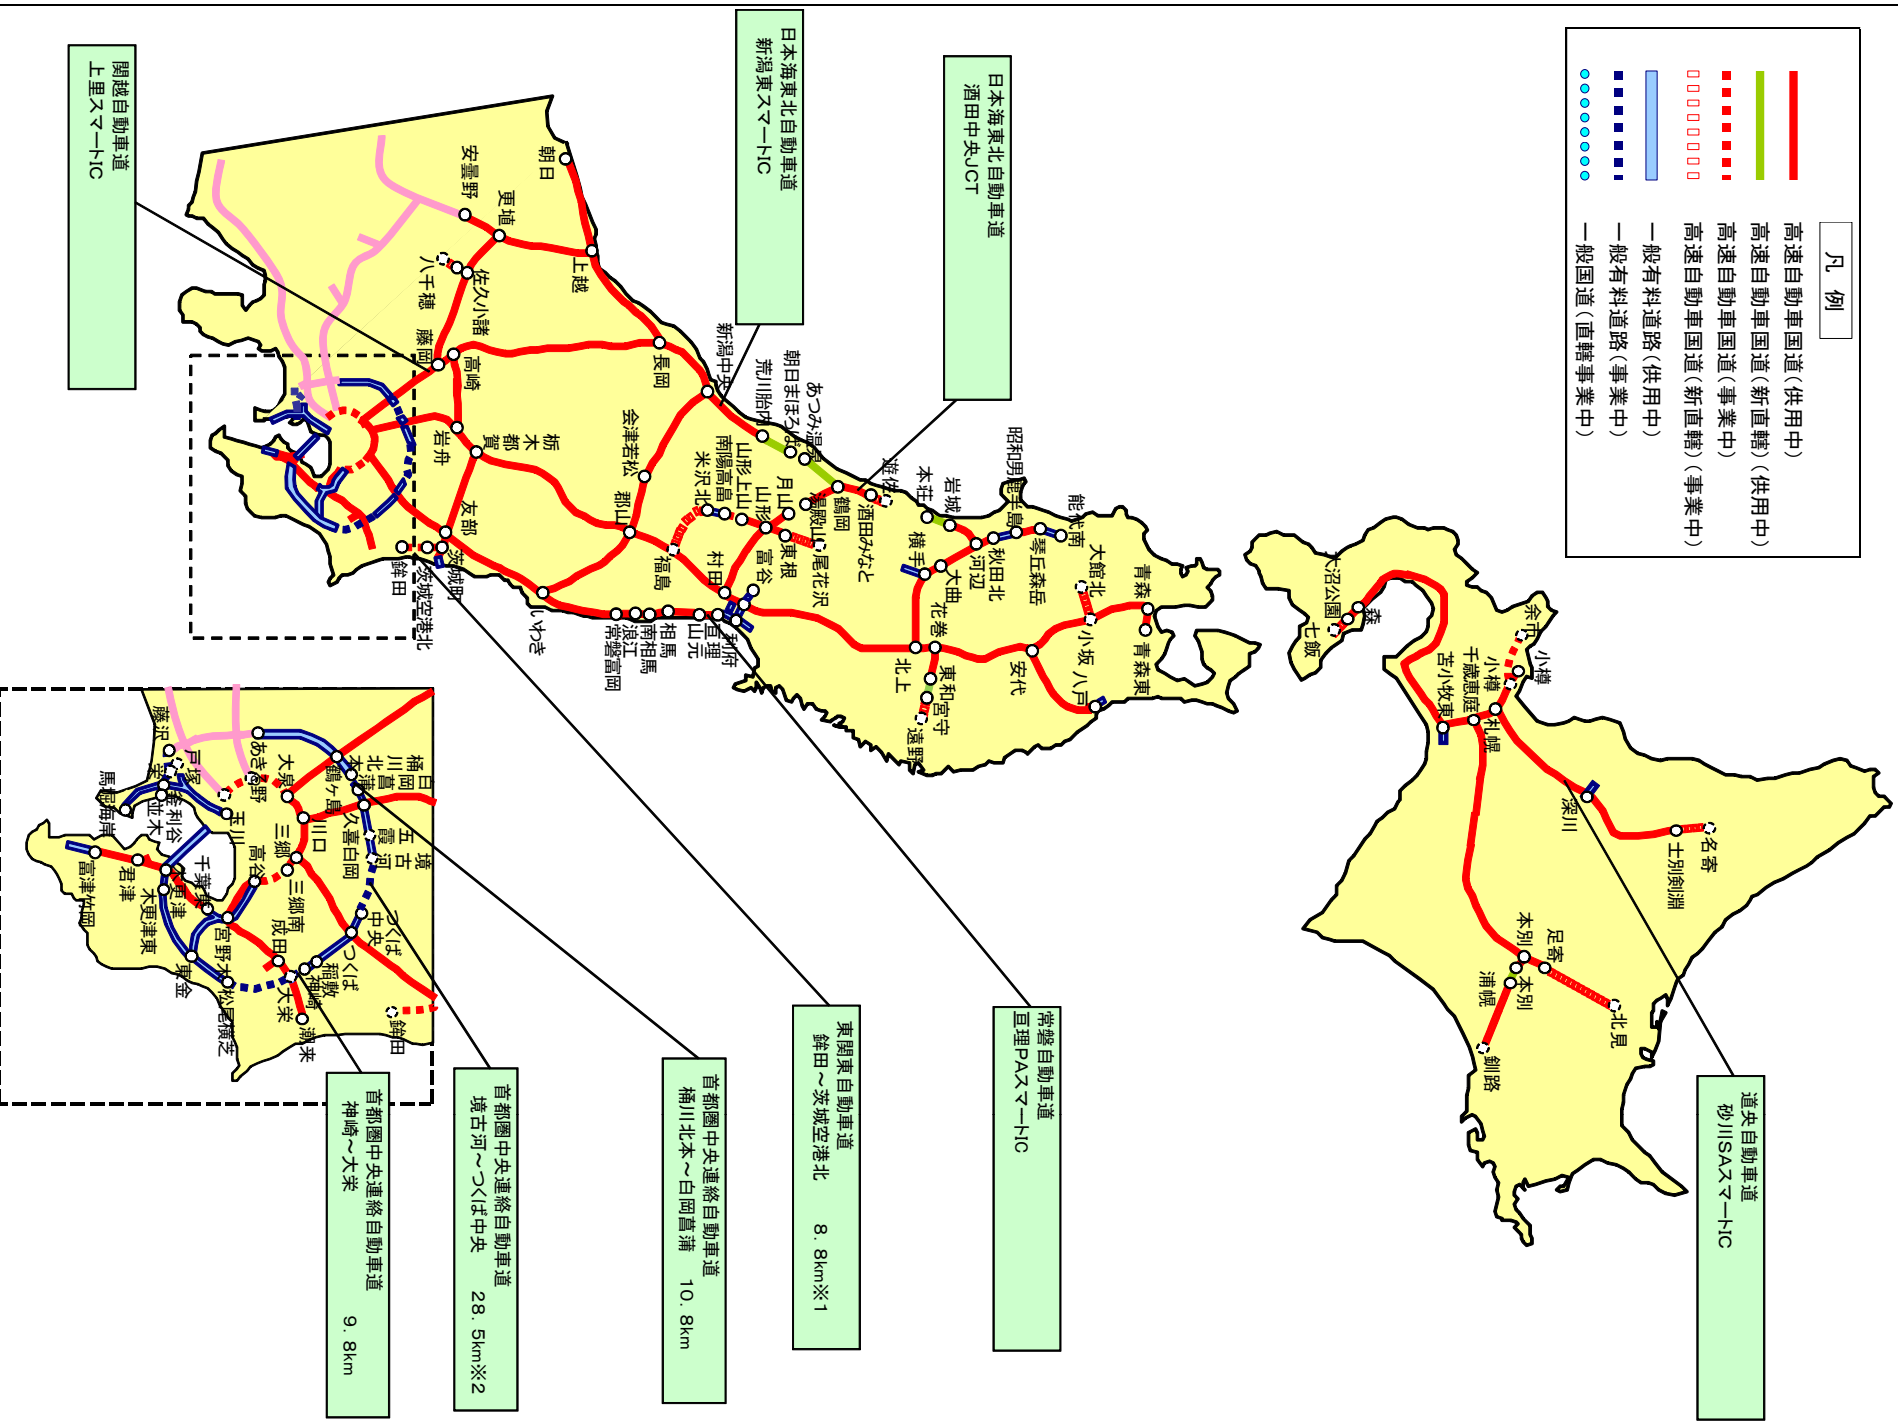 凡 例
高速自動車国道(供用中)
高速自動車国道(新直轄)(供用中)
高速自動車国道(事業中)
高速自動車国道(新直轄)(事業中)
一般有料道路(供用中)
一般有料道路(事業中)
一般国道(直轄事業中)
道央自動車道
砂川SAスマートIC
常磐自動車道
亘理PAスマートIC
東関東自動車道
鉾田～茨城空港北 8. 8km※1
首都圏中央連絡自動車道
桶川北本～白岡菖蒲 10. 8km
首都圏中央連絡自動車道
境古河～つくば中央 28. 5km※2
首都圏中央連絡自動車道
神崎～大栄 9. 8km
日本海東北自動車道
酒田中央JCT
日本海東北自動車道
新潟東スマートIC
関越自動車道
上里スマートIC
名寄
士別剣淵
深川
北見
足寄
本別
本別
浦幌
釧路
余市
小樽
小樽
札幌
千歳恵庭
苫小牧東
森
大沼公園
七飯
青森
青森東
大館北
小坂
八戸
安代
能代南
琴丘森岳
昭和男鹿半島
秋田北
河辺
岩城
本荘
大曲
横手
花巻
北上
東和
宮守
遠野
遊佐
酒田みなと
鶴岡
湯殿山
月山
あつみ温泉
朝日まほろば
荒川胎内
新潟中央
尾花沢
東根
山形
山形上山
南陽高畠
米沢北
富谷
利府
村田
亘理
山元
相馬
南相馬
浪江
常磐富岡
福島
郡山
会津若松
いわき
長岡
上越
朝日
更埴
安曇野
佐久小諸
八千穂
藤岡
高崎
岩舟
栃木都賀
友部
茨城町
茨城空港北
鉾田
藤沢
戸塚
栄
釜利谷
並木
馬堀海岸
玉川
あきる野
大泉
鶴ヶ島
桶川北本
白岡菖蒲
久喜白岡
五霞
境古河
つくば中央
つくば
稲敷
神崎
大栄
潮来
鉾田
川口
三郷
三郷南
高谷
成田
宮野木
千葉東
松尾横芝
東金
木更津
木更津東
君津
富津竹岡